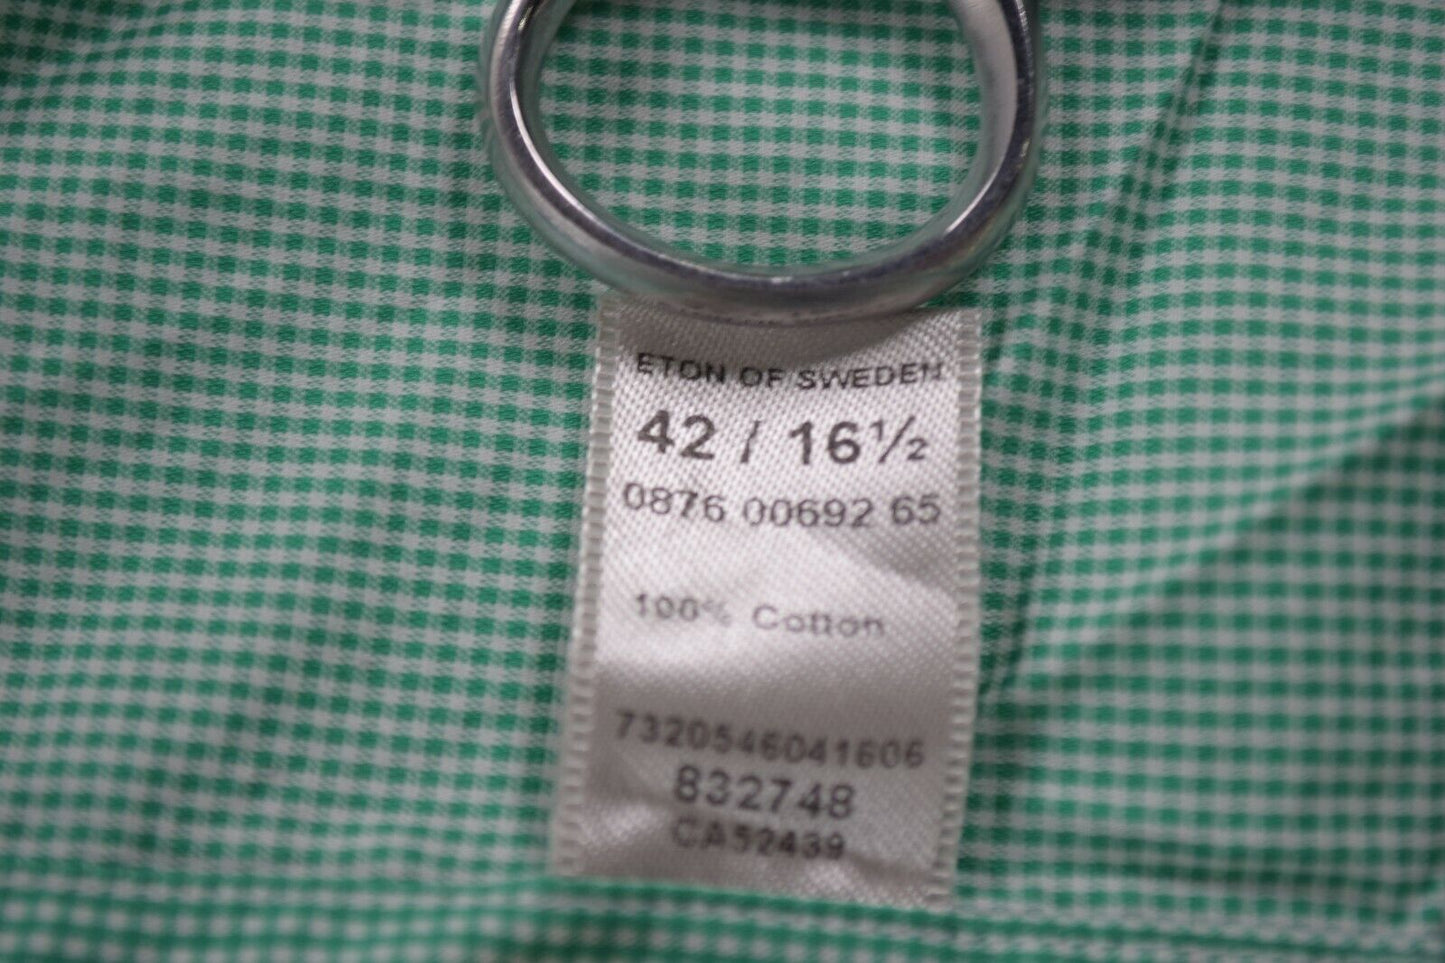 ETON OF SWEDEN
42 / 16½
0876 00692 65
100% Cotton
7320546041606
832748
CA52439